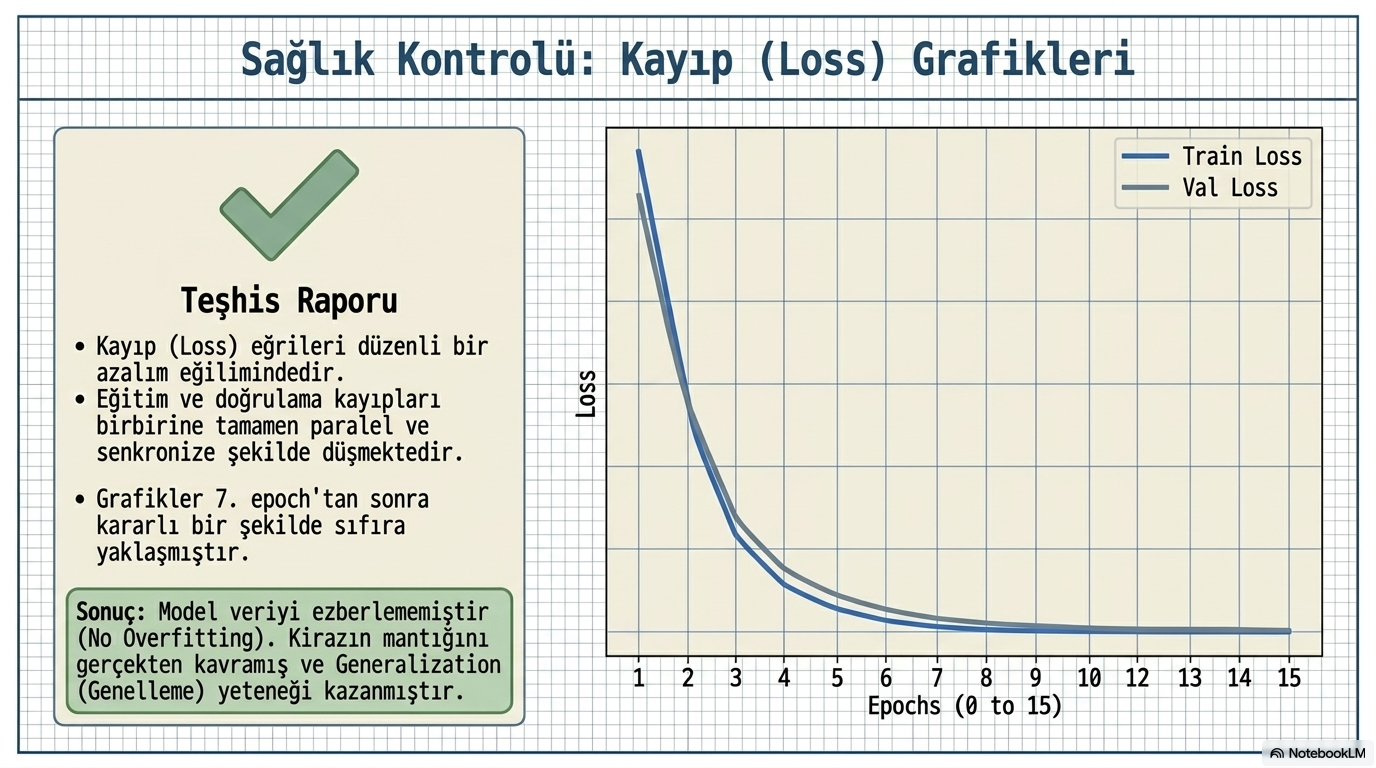 Sağlık Kontrolü: Kayıp (Loss) Grafikleri
Teşhis Raporu
• Kayıp (Loss) eğrileri düzenli bir
azalım eğilimindedir.
• Eğitim ve doğrulama kayıpları
birbirine tamamen paralel ve
senkronize şekilde düşmektedir.
• Grafikler 7. epoch'tan sonra
kararlı bir şekilde sıfıra
yaklaşmıştır.
Sonuç: Model veriyi ezberlememiştir
(No Overfitting). Kirazın mantığını
gerçekten kavramış ve Generalization
(Genelleme) yeteneği kazanmıştır.
Train Loss
Val Loss
Loss
1 2 3 4 5 6 7 8 9 10 12 13 14 15
Epochs (0 to 15)
NotebookLM